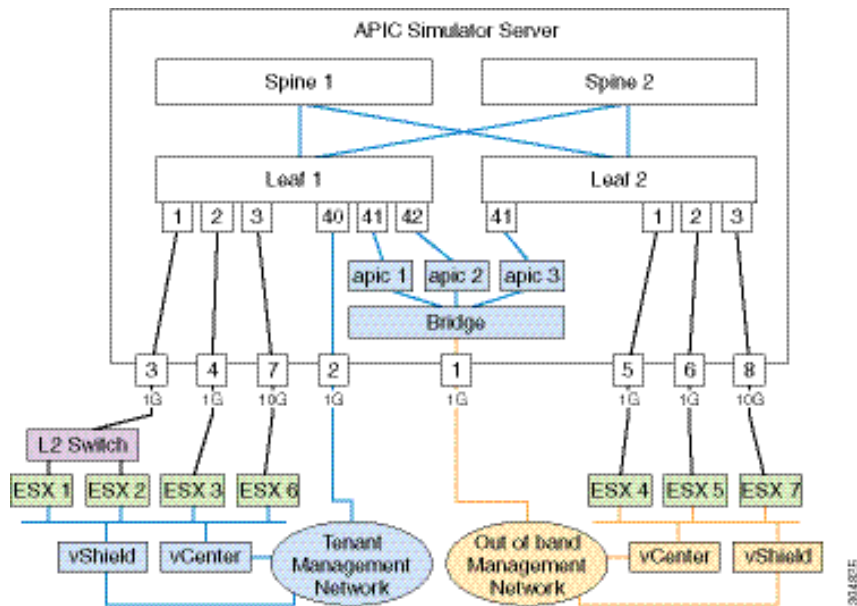 APIC Simulator Server
Spine 1
Spine 2
Leaf 1
Leaf 2
1
2
3
40
41
42
41
1
2
3
apic 1
apic 2
apic 3
Bridge
3
4
7
2
1
5
6
8
1G
1G
10G
1G
1G
1G
1G
10G
L2 Switch
ESX 1
ESX 2
ESX 3
ESX 6
ESX 4
ESX 5
ESX 7
vShield
vCenter
Tenant
Management
Network
Out of band
Management
Network
vCenter
vShield